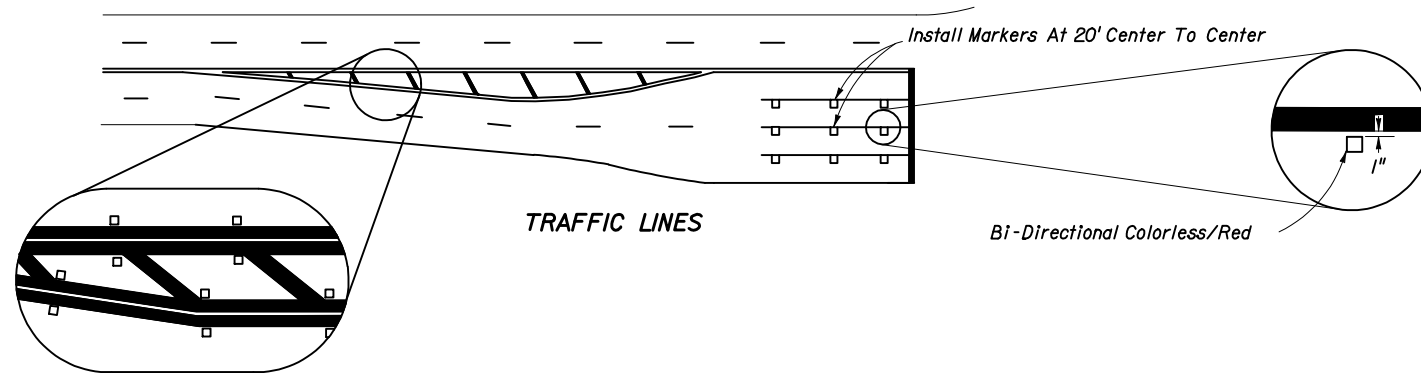 Install Markers At 20' Center To Center
1"
TRAFFIC LINES
Bi-Directional Colorless/Red